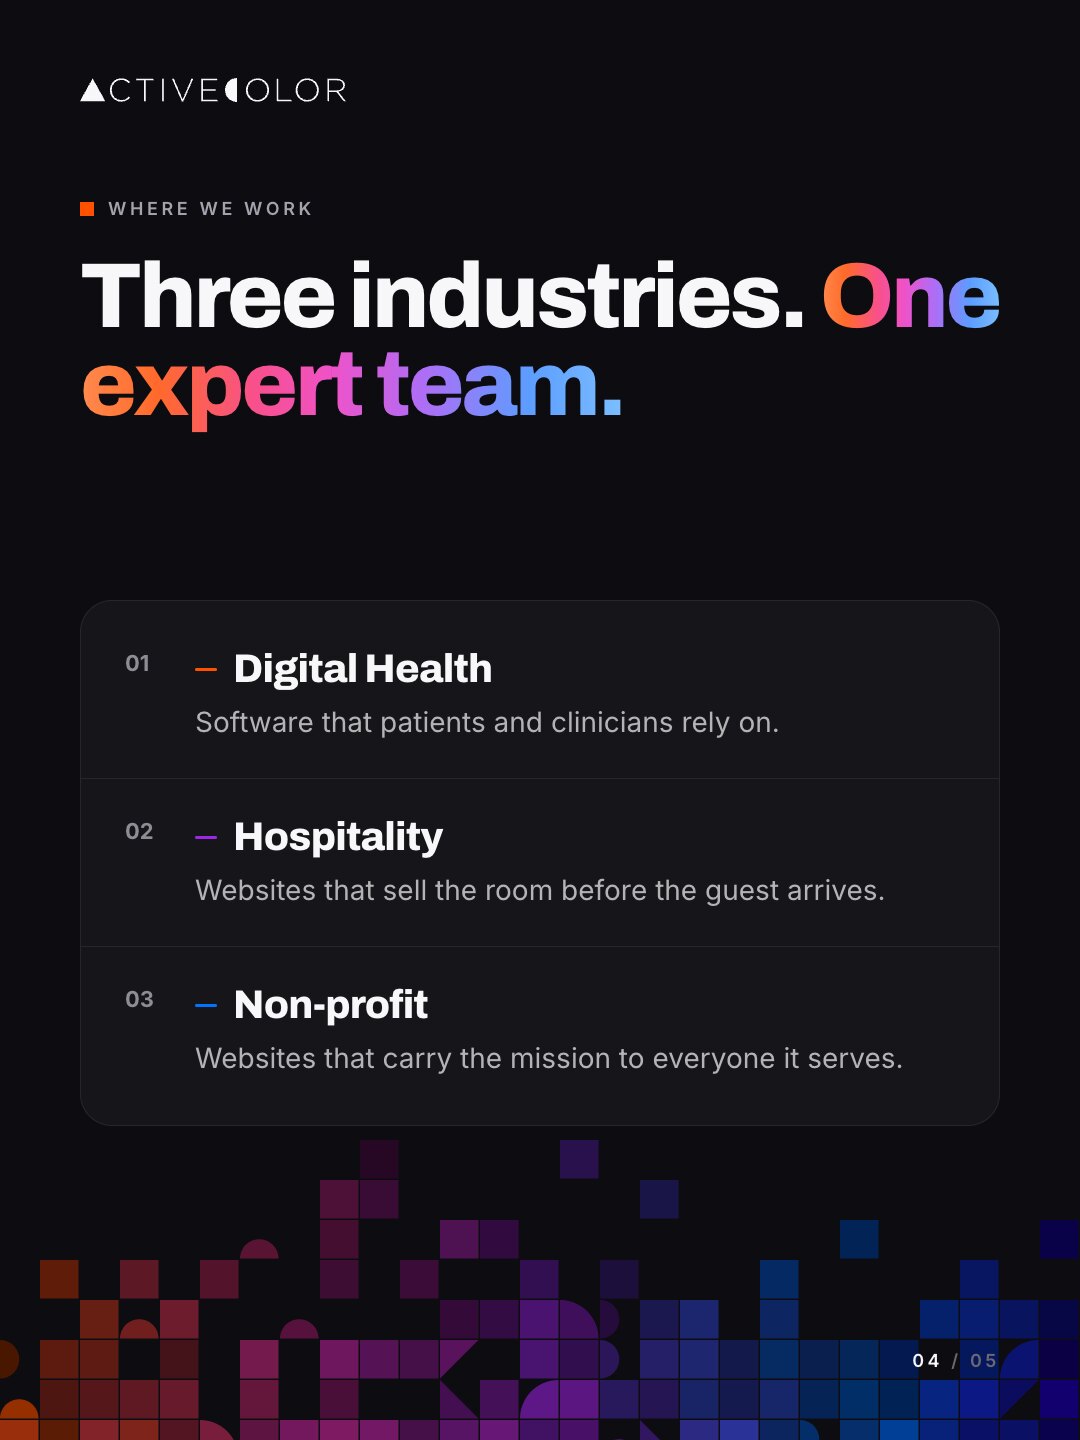 ACTIVECOLOR
WHERE WE WORK
Three industries. One
expert team.
01
Digital Health
Software that patients and clinicians rely on.
02
Hospitality
Websites that sell the room before the guest arrives.
03
Non-profit
Websites that carry the mission to everyone it serves.
04 / 05